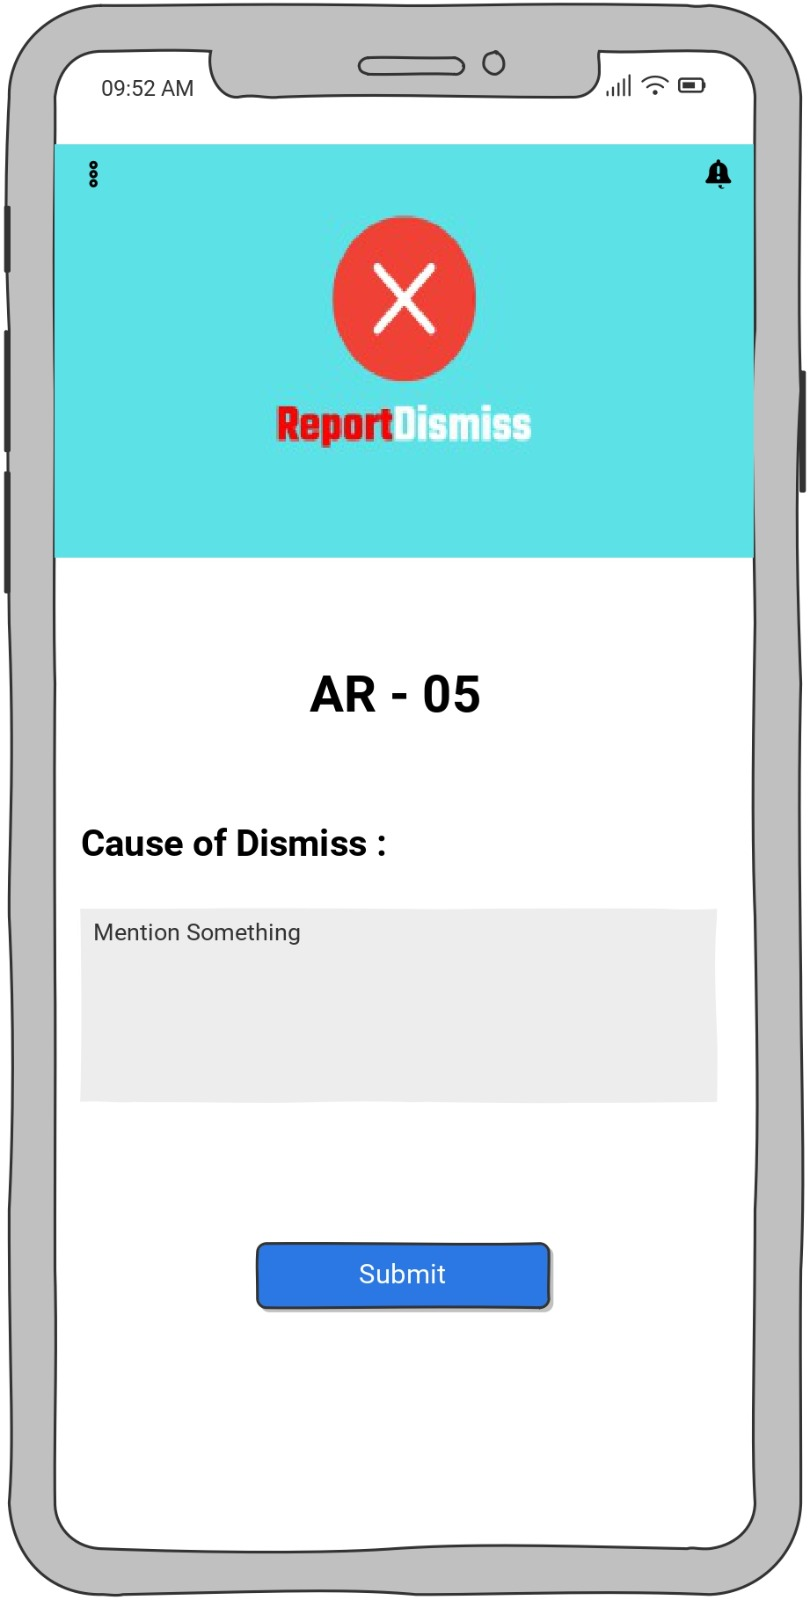 09:52 AM
ReportDismiss
AR - 05
Cause of Dismiss :
Mention Something
Submit